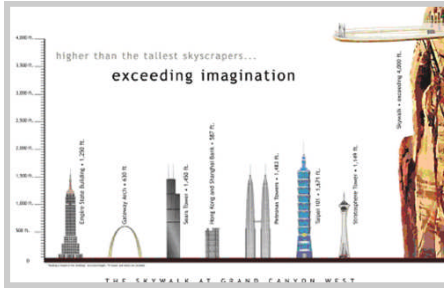 higher than the tallest skyscrapers...
exceeding imagination
4,000 ft.
3,500 ft.
3,000 ft.
2,500 ft.
2,000 ft.
1,500 ft.
1,000 ft.
500 ft.
0
Empire State Building • 1,250 ft.
Gateway Arch • 630 ft
Sears Tower • 1,450 ft.
Hong Kong and Shanghai Bank • 587 ft.
Petronas Towers • 1,483 ft.
Taipei 101 • 1,671 ft.
Stratosphere Tower • 1,149 ft.
Skywalk • exceeding 4,000 ft.
THE SKYWALK AT GRAND CANYON WEST